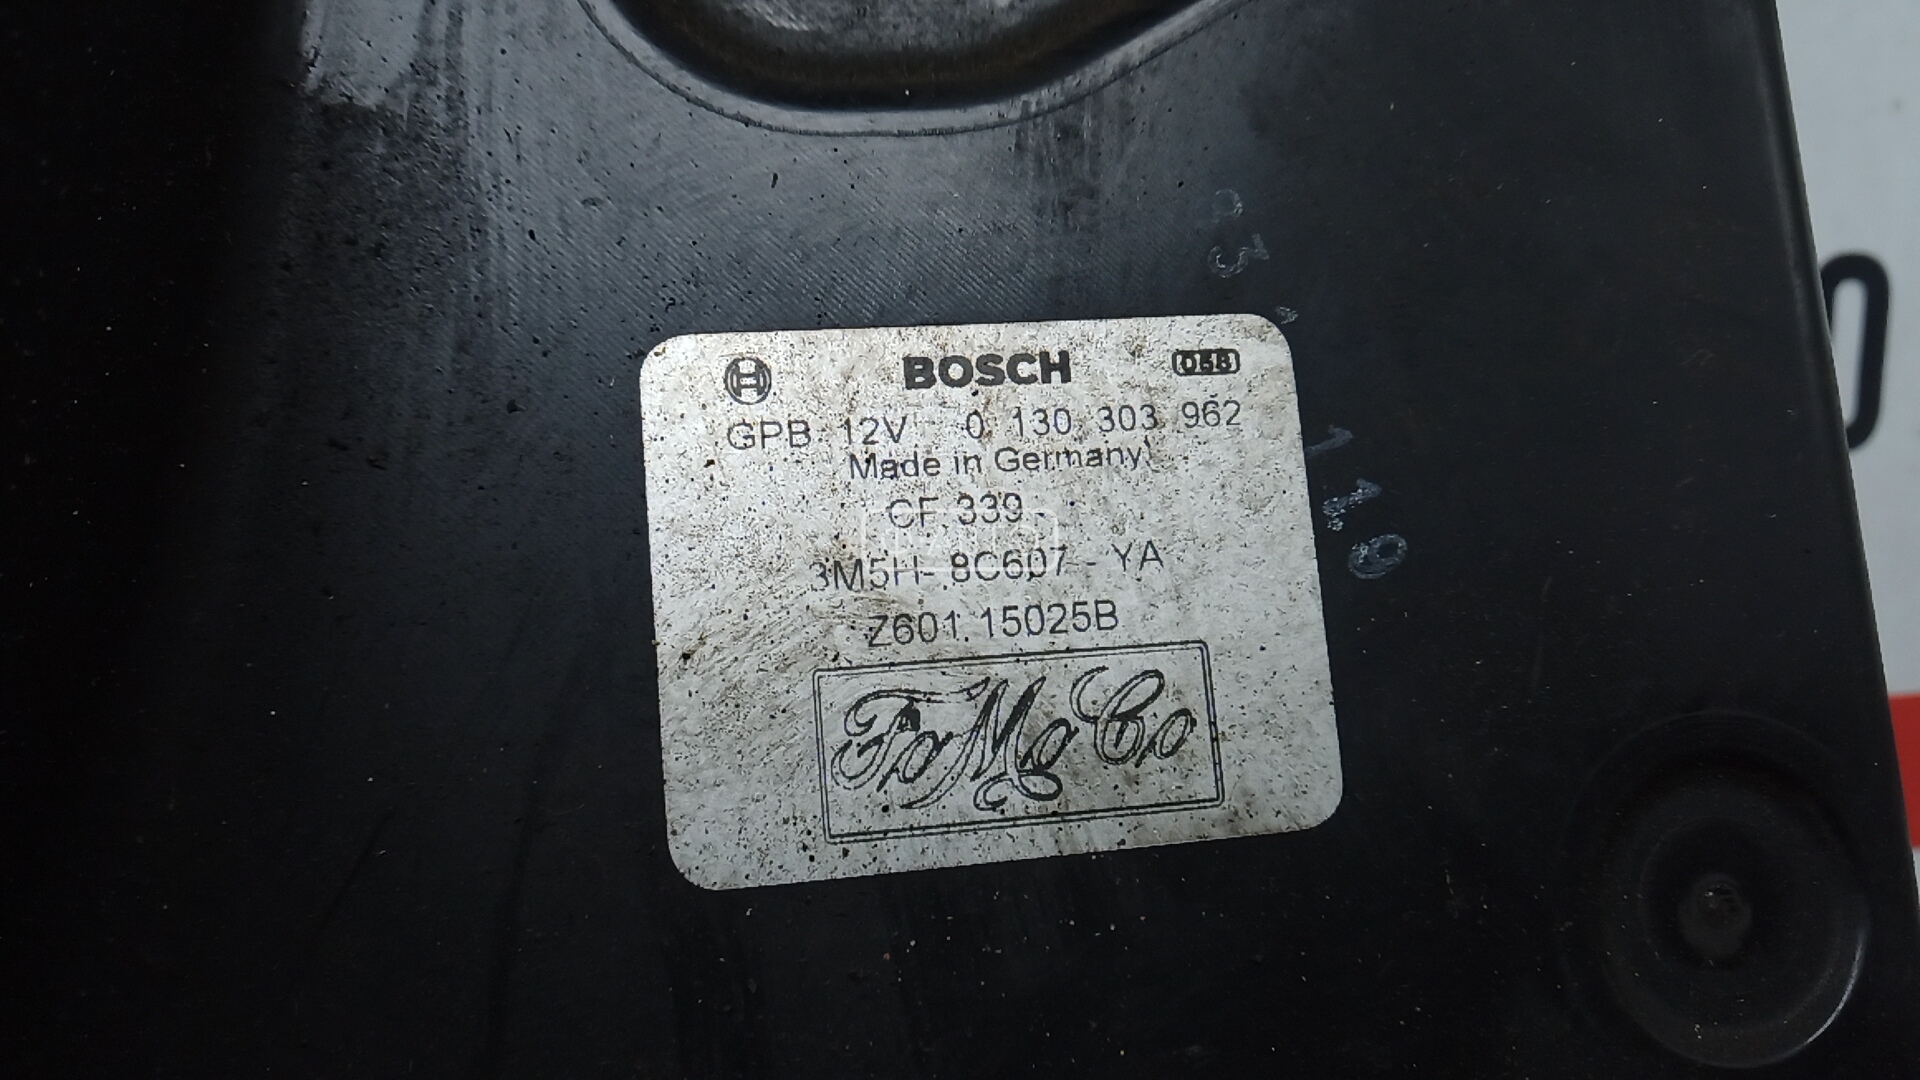 BOSCH
GPB 12V 0 130 303 962
Made in Germany
CF 339
3M5H- 8C607 - YA
Z601 15025B
FoMoCo